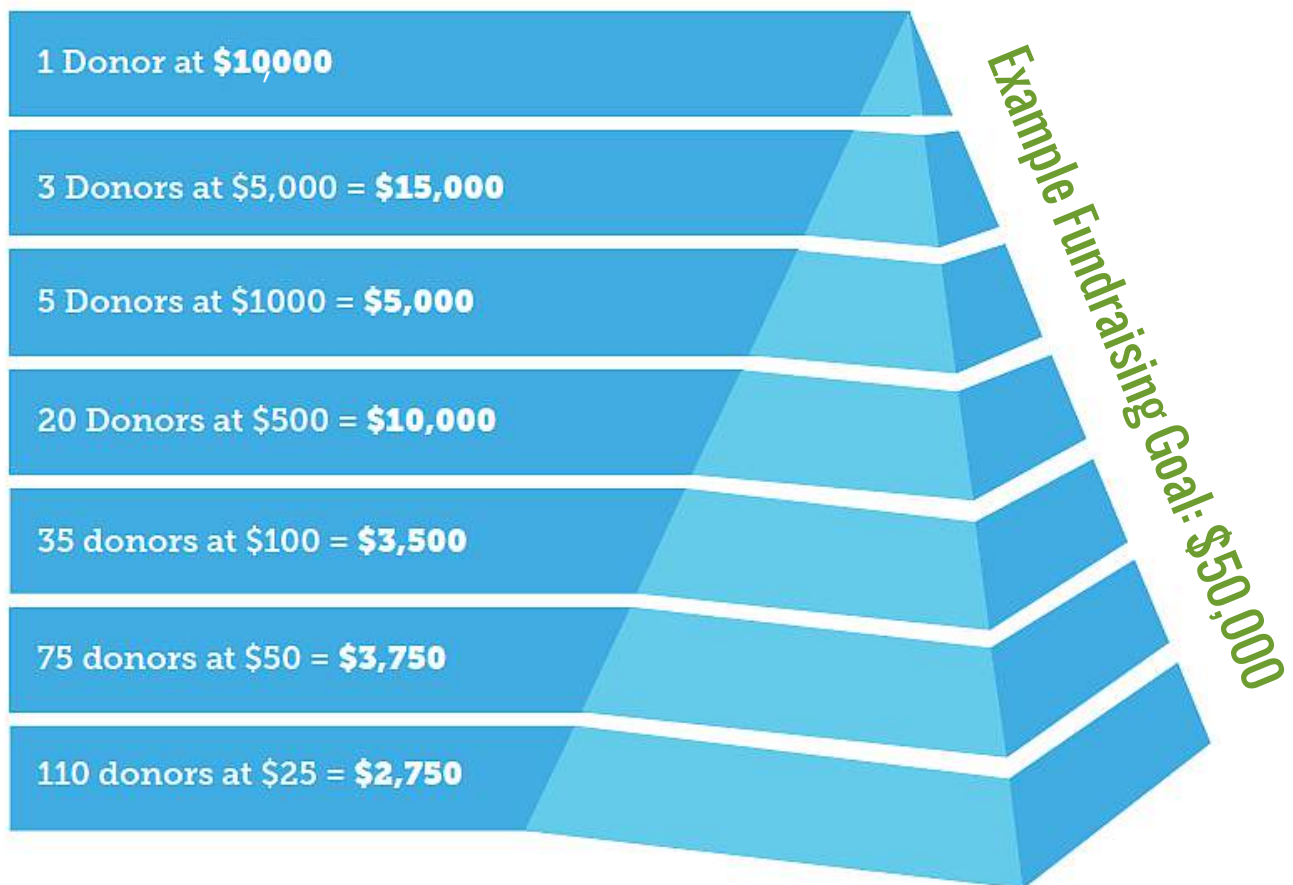 1 Donor at $10,000
3 Donors at $5,000 = $15,000
5 Donors at $1000 = $5,000
20 Donors at $500 = $10,000
35 donors at $100 = $3,500
75 donors at $50 = $3,750
110 donors at $25 = $2,750
Example Fundraising Goal: $50,000